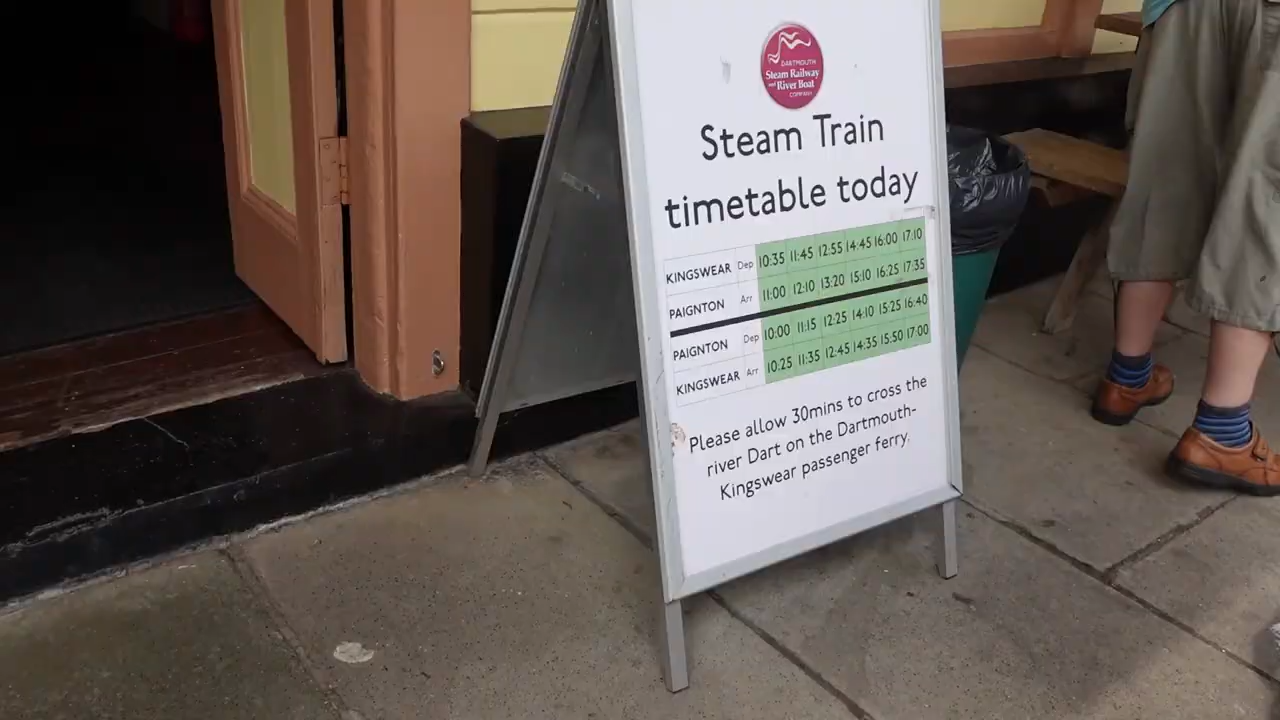 DARTMOUTH
Steam Railway
and River Boat
COMPANY
Steam Train
timetable today
KINGSWEAR Dep 10:35 11:45 12:55 14:45 16:00 17:10
PAIGNTON Arr 11:00 12:10 13:20 15:10 16:25 17:35
PAIGNTON Dep 10:00 11:15 12:25 14:10 15:25 16:40
KINGSWEAR Arr 10:25 11:35 12:45 14:35 15:50 17:00
Please allow 30mins to cross the
river Dart on the Dartmouth-
Kingswear passenger ferry.